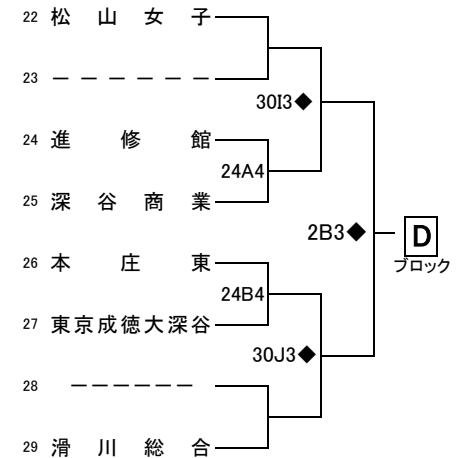 22 松山女子
23 ー ー ー ー ー ー
30I3◆
24 進修館
24A4
25 深谷商業
2B3◆
D
ブロック
26 本庄東
24B4
27 東京成徳大深谷
30J3◆
28 ーーーーーー
29 滑川総合